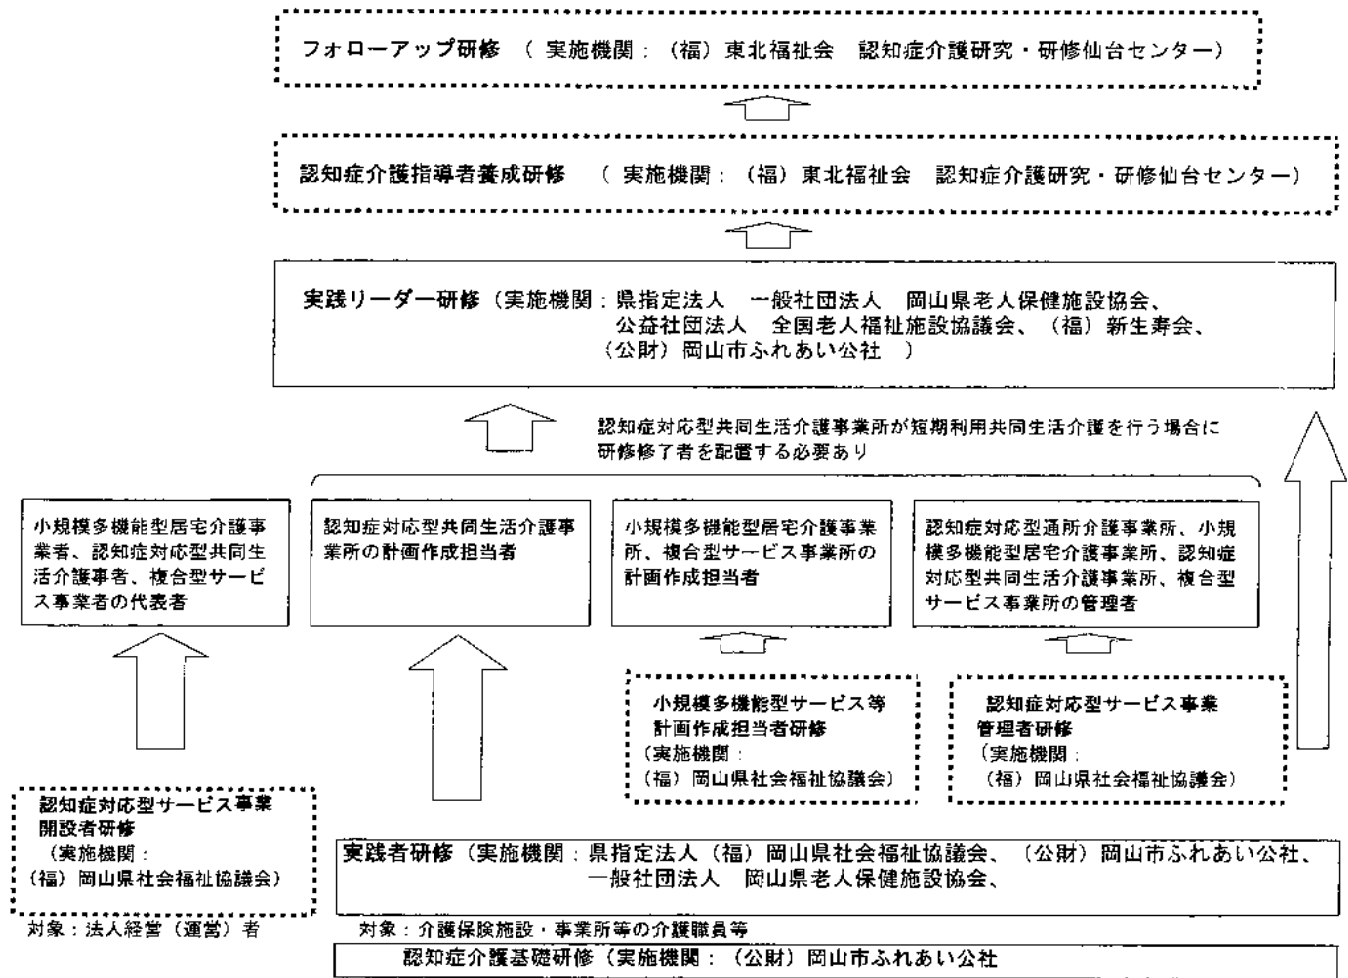 フォローアップ研修 ( 実施機関：（福）東北福祉会 認知症介護研究・研修仙台センター）
認知症介護指導者養成研修 ( 実施機関：（福）東北福祉会 認知症介護研究・研修仙台センター）
実践リーダー研修（実施機関：県指定法人 一般社団法人 岡山県老人保健施設協会、
公益社団法人 全国老人福祉施設協議会、（福）新生寿会、
（公財）岡山市ふれあい公社 ）
認知症対応型共同生活介護事業所が短期利用共同生活介護を行う場合に
研修修了者を配置する必要あり
小規模多機能型居宅介護事
業者、認知症対応型共同生
活介護事者、複合型サービ
ス事業者の代表者
認知症対応型共同生活介護事
業所の計画作成担当者
小規模多機能型居宅介護事業
所、複合型サービス事業所の
計画作成担当者
認知症対応型通所介護事業所、小規
模多機能型居宅介護事業所、認知症
対応型共同生活介護事業所、複合型
サービス事業所の管理者
小規模多機能型サービス等
計画作成担当者研修
（実施機関：
（福）岡山県社会福祉協議会）
認知症対応型サービス事業
管理者研修
（実施機関：
（福）岡山県社会福祉協議会）
認知症対応型サービス事業
開設者研修
（実施機関：
（福）岡山県社会福祉協議会）
対象：法人経営（運営）者
実践者研修（実施機関：県指定法人（福）岡山県社会福祉協議会、（公財）岡山市ふれあい公社、
一般社団法人 岡山県老人保健施設協会、
対象：介護保険施設・事業所等の介護職員等
認知症介護基礎研修（実施機関：（公財）岡山市ふれあい公社